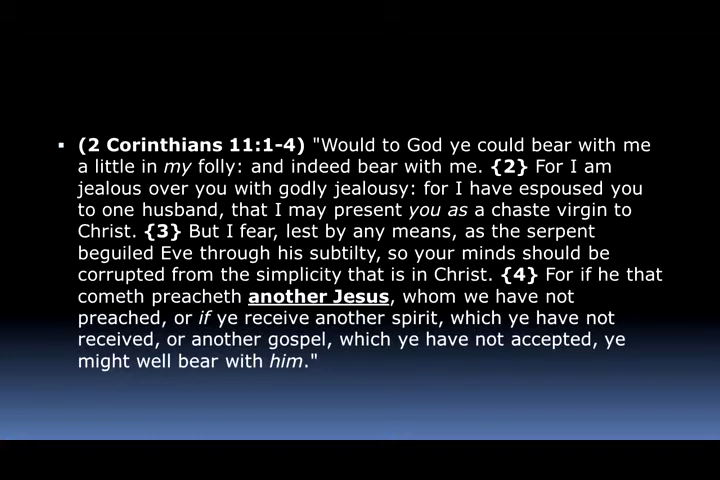 ▪ (2 Corinthians 11:1-4) "Would to God ye could bear with me
a little in my folly: and indeed bear with me. {2} For I am
jealous over you with godly jealousy: for I have espoused you
to one husband, that I may present you as a chaste virgin to
Christ. {3} But I fear, lest by any means, as the serpent
beguiled Eve through his subtilty, so your minds should be
corrupted from the simplicity that is in Christ. {4} For if he that
cometh preacheth another Jesus, whom we have not
preached, or if ye receive another spirit, which ye have not
received, or another gospel, which ye have not accepted, ye
might well bear with him."